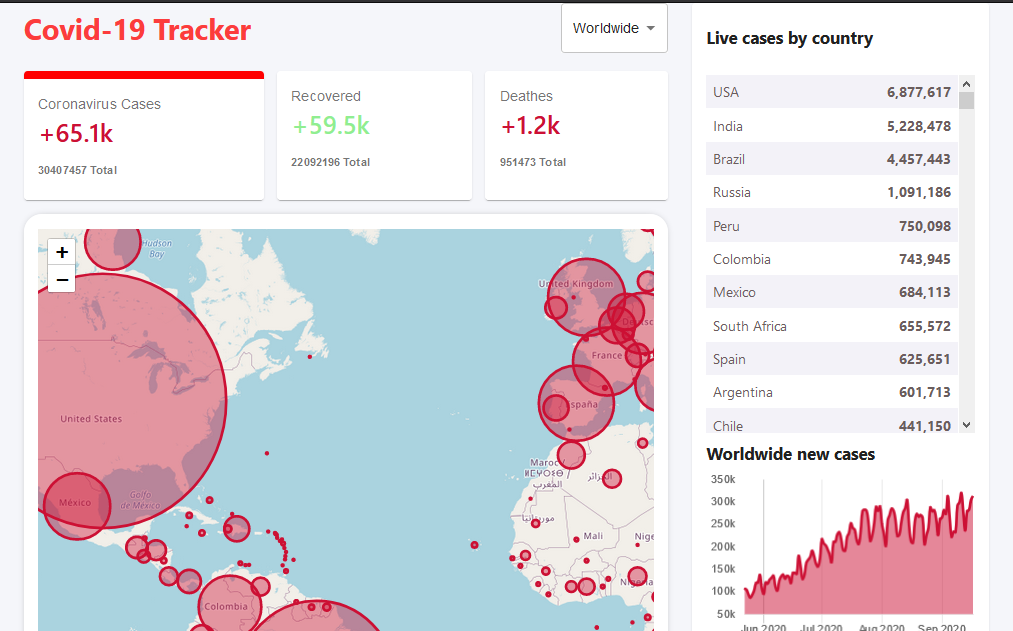 Covid-19 Tracker
Worldwide
Coronavirus Cases
+65.1k
30407457 Total
Recovered
+59.5k
22092196 Total
Deathes
+1.2k
951473 Total
+
−
Hudson
Bay
United States
México
Golfo
de México
Colombia
United Kingdom
France
España
Maroc
المغرب
الجزائر
موريتانيا
Mali
Live cases by country
USA 6,877,617
India 5,228,478
Brazil 4,457,443
Russia 1,091,186
Peru 750,098
Colombia 743,945
Mexico 684,113
South Africa 655,572
Spain 625,651
Argentina 601,713
Chile 441,150
Worldwide new cases
350k
300k
250k
200k
150k
100k
50k
Jun 2020 Jul 2020 Aug 2020 Sep 2020